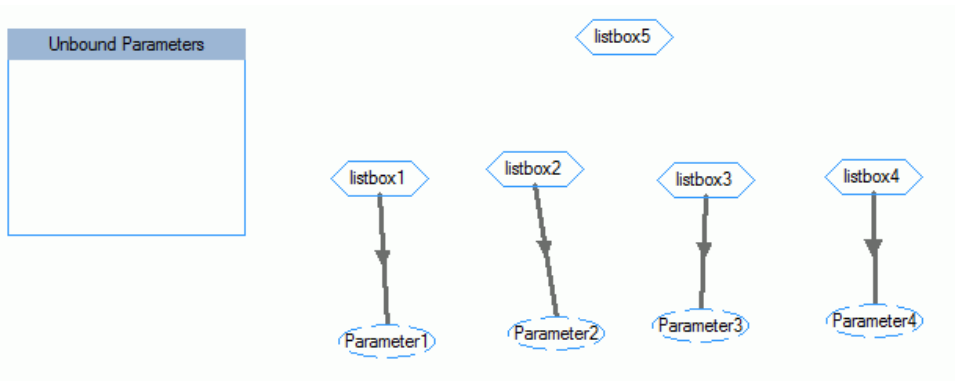 Unbound Parameters
listbox5
listbox1
listbox2
listbox3
listbox4
Parameter1
Parameter2
Parameter3
Parameter4